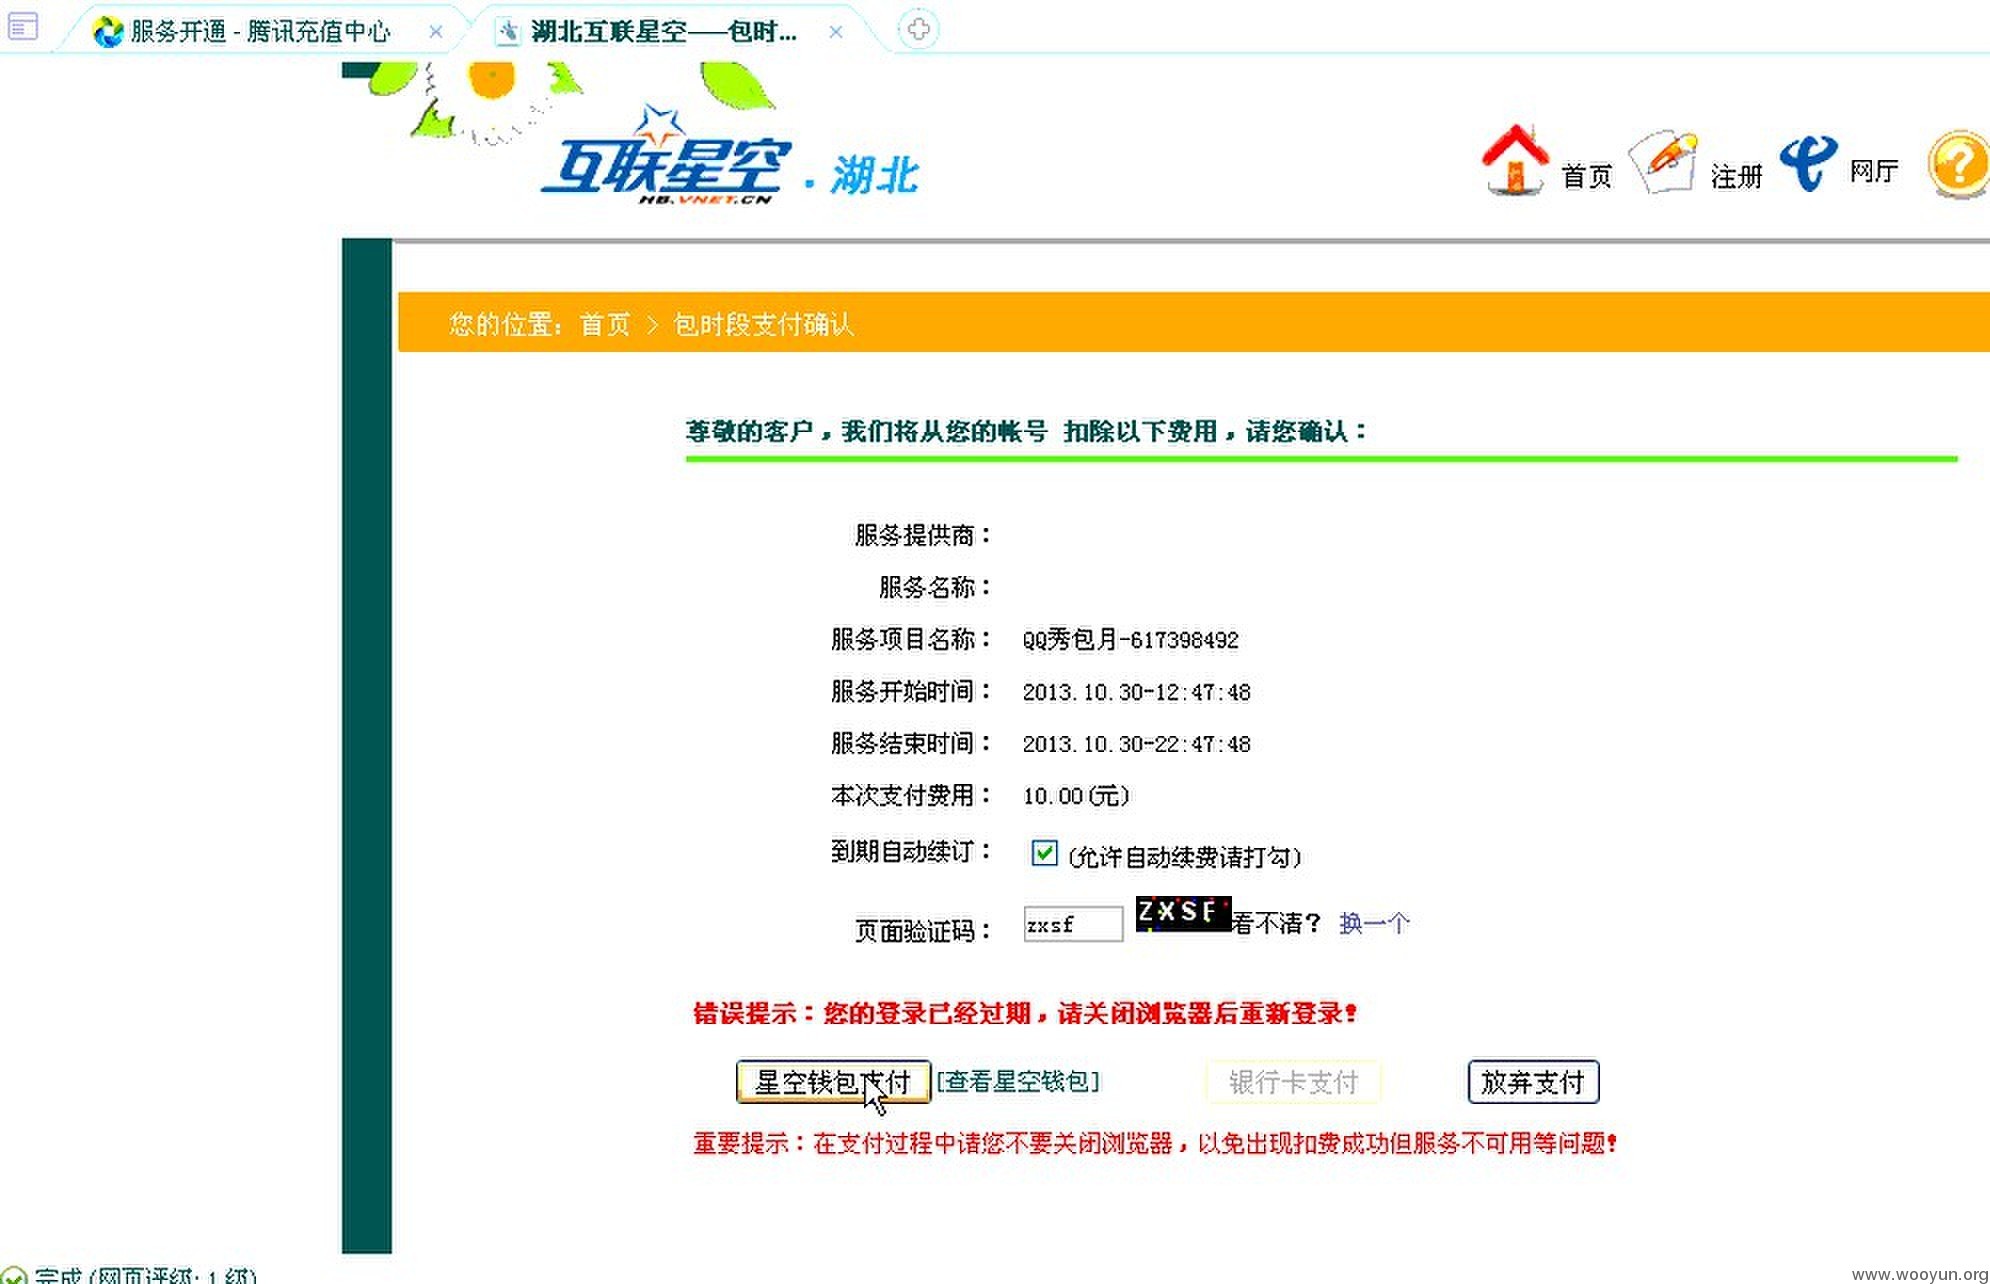 服务开通 - 腾讯充值中心
湖北互联星空——包时...
互联星空 . 湖北
HB.VNET.CN
首页
注册
网厅
您的位置：首页 > 包时段支付确认
尊敬的客户，我们将从您的帐号 扣除以下费用，请您确认：
服务提供商：
服务名称：
服务项目名称： QQ秀包月-617398492
服务开始时间： 2013.10.30-12:47:48
服务结束时间： 2013.10.30-22:47:48
本次支付费用： 10.00(元)
到期自动续订： (允许自动续费请打勾)
页面验证码： zxsf ZXSF 看不清? 换一个
错误提示：您的登录已经过期，请关闭浏览器后重新登录!
星空钱包支付 [查看星空钱包] 银行卡支付 放弃支付
重要提示：在支付过程中请您不要关闭浏览器，以免出现扣费成功但服务不可用等问题!
完成 (网页评级: 1 级)
www.wooyun.org